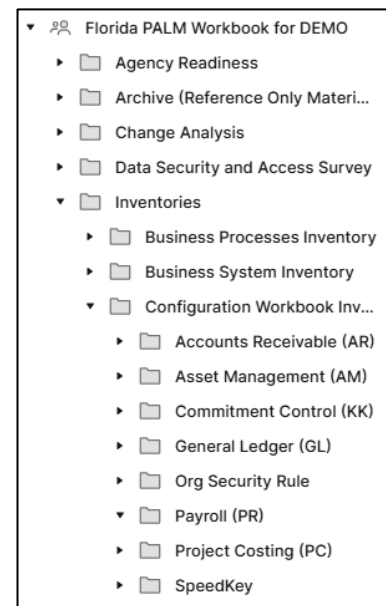 Florida PALM Workbook for DEMO
Agency Readiness
Archive (Reference Only Materi...
Change Analysis
Data Security and Access Survey
Inventories
Business Processes Inventory
Business System Inventory
Configuration Workbook Inv...
Accounts Receivable (AR)
Asset Management (AM)
Commitment Control (KK)
General Ledger (GL)
Org Security Rule
Payroll (PR)
Project Costing (PC)
SpeedKey